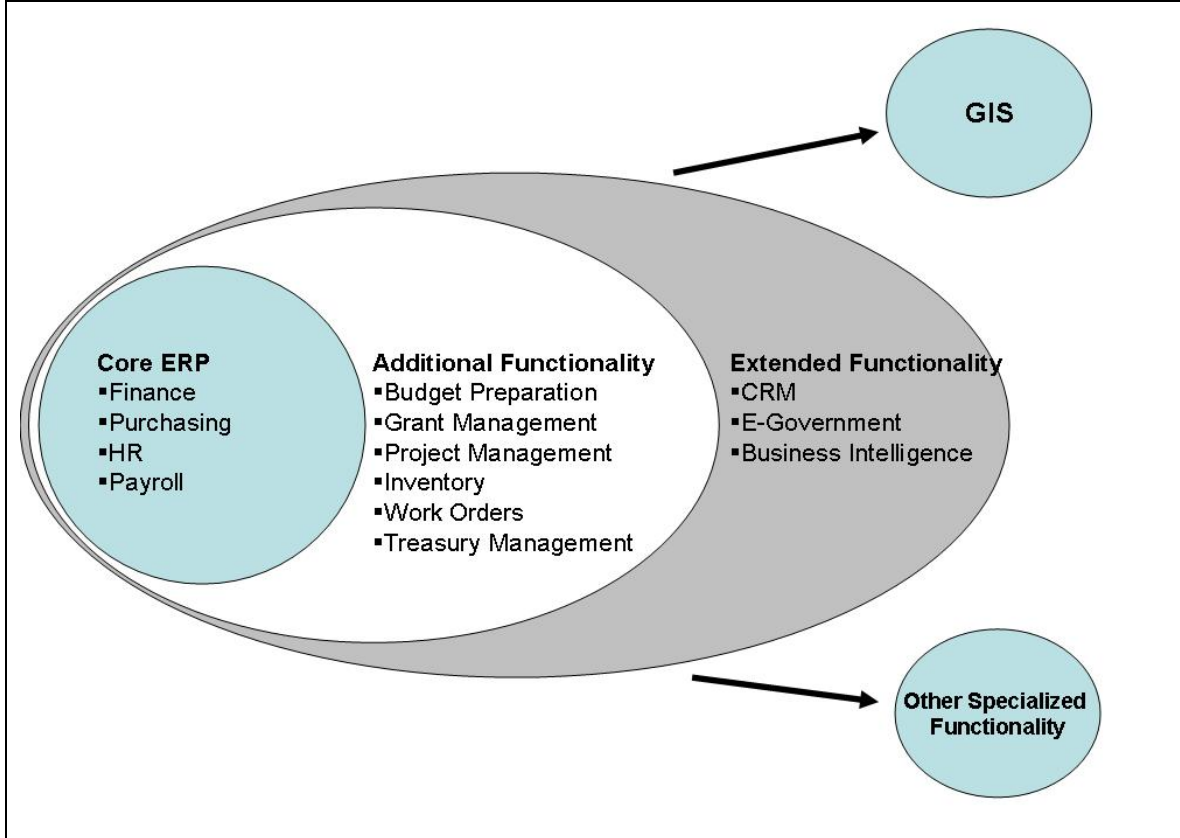 GIS
Core ERP
▪Finance
▪Purchasing
▪HR
▪Payroll
Additional Functionality
▪Budget Preparation
▪Grant Management
▪Project Management
▪Inventory
▪Work Orders
▪Treasury Management
Extended Functionality
▪CRM
▪E-Government
▪Business Intelligence
Other Specialized
Functionality